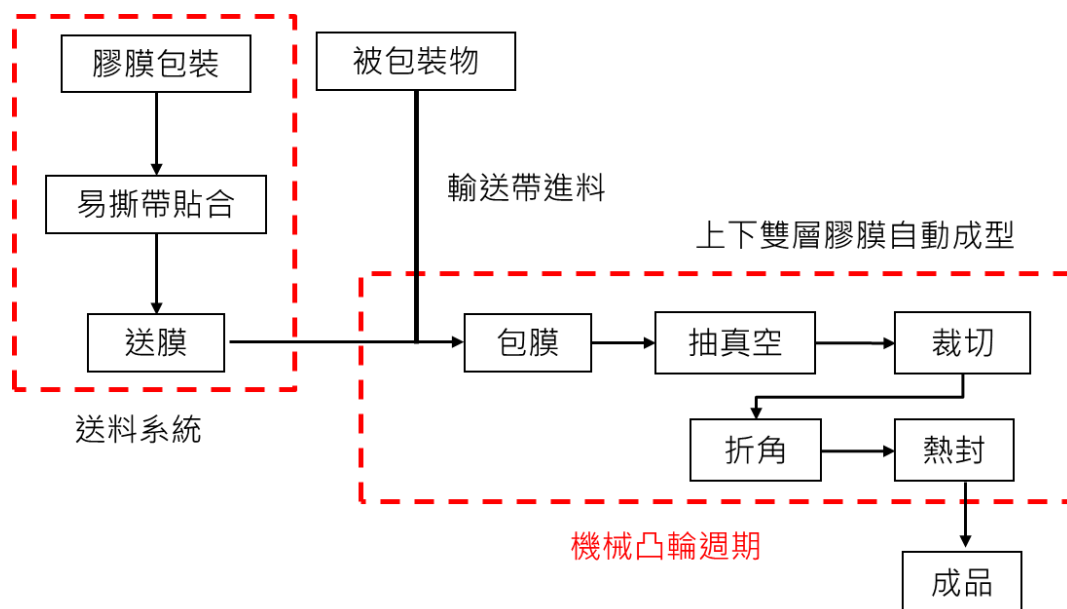 膠膜包裝
被包裝物
易撕帶貼合
輸送帶進料
上下雙層膠膜自動成型
送膜
包膜
抽真空
裁切
送料系統
折角
熱封
機械凸輪週期
成品